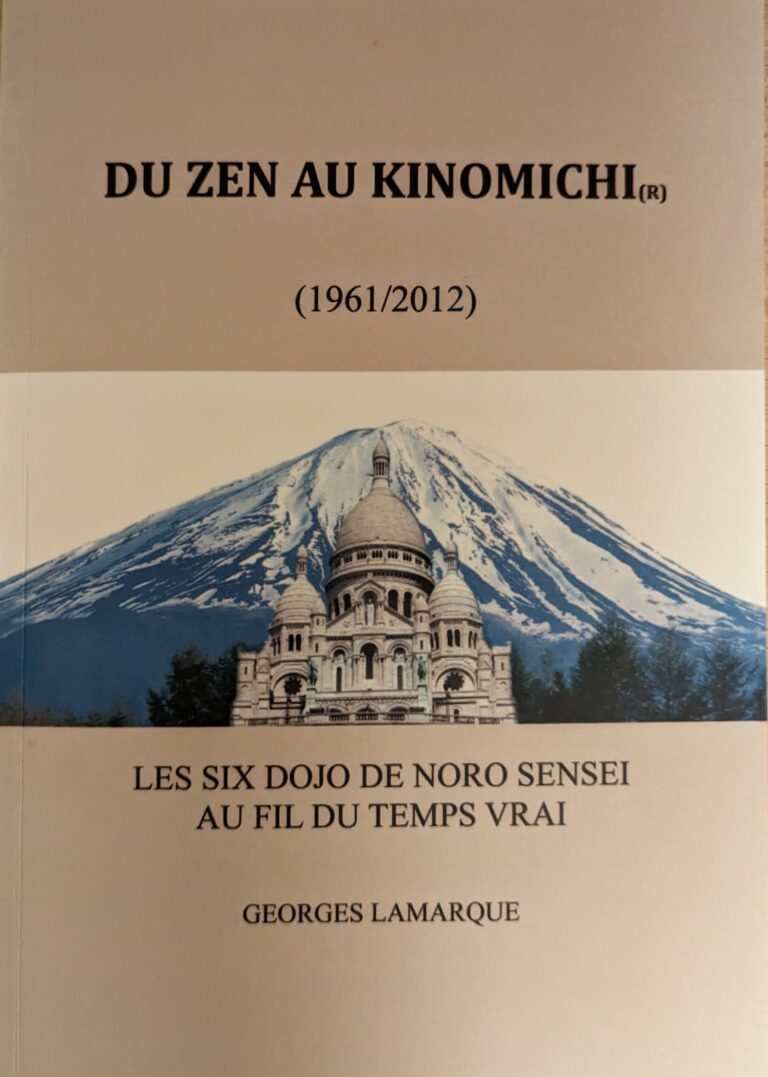 DU ZEN AU KINOMICHI(R)
(1961/2012)
LES SIX DOJO DE NORO SENSEI
AU FIL DU TEMPS VRAI
GEORGES LAMARQUE